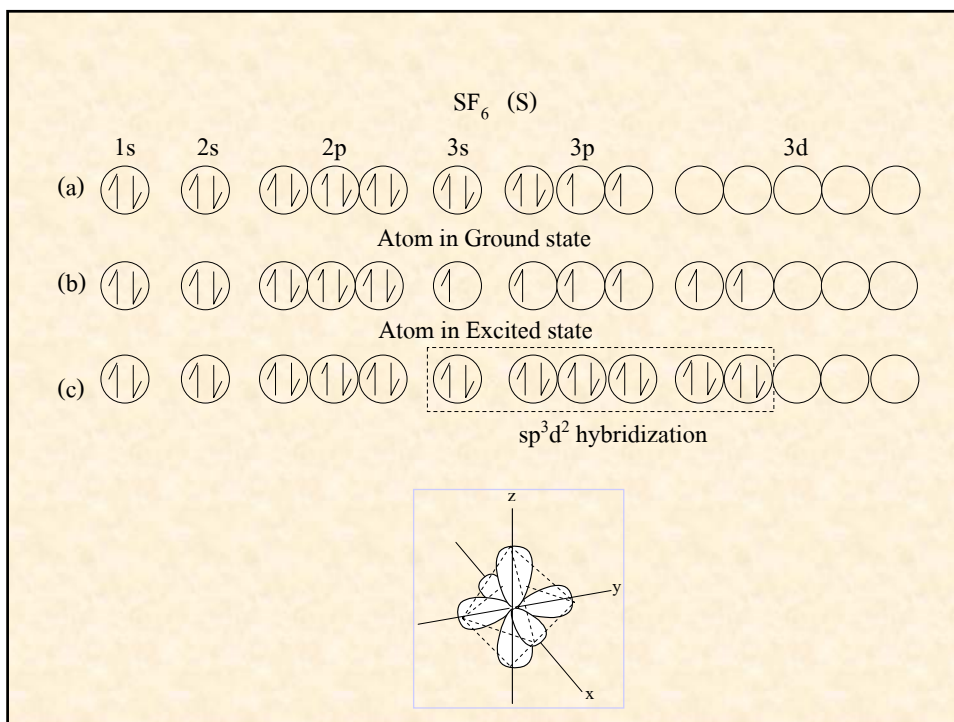 SF₆ (S)
1s 2s 2p 3s 3p 3d
(a)
Atom in Ground state
(b)
Atom in Excited state
(c)
sp³d² hybridization
z
y
x